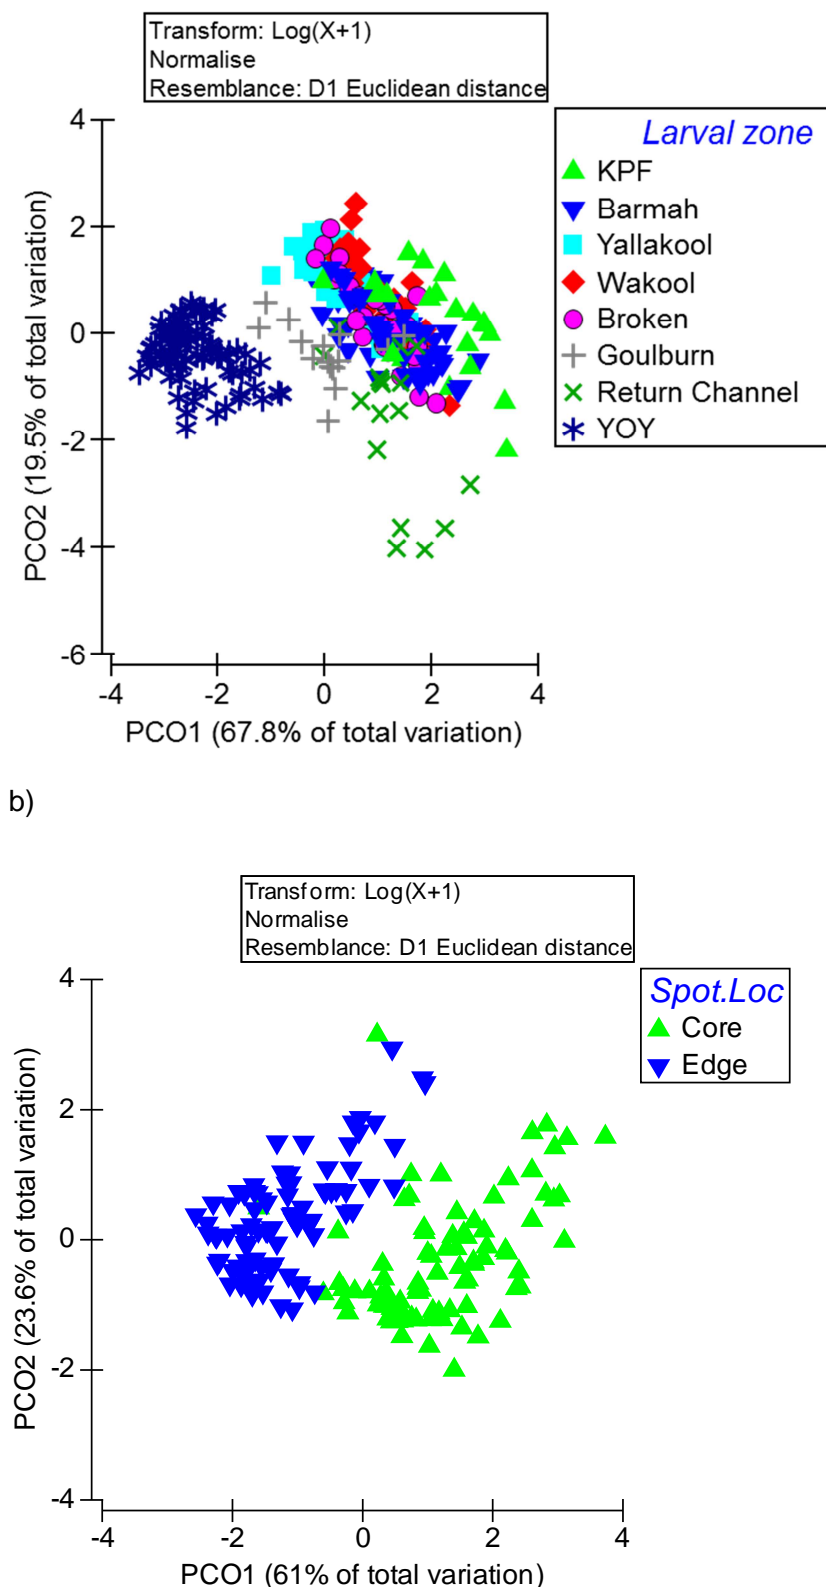 Transform: Log(X+1)
Normalise
Resemblance: D1 Euclidean distance
Larval zone
KPF
Barmah
Yallakool
Wakool
Broken
Goulburn
Return Channel
YOY
4
2
0
-2
-4
-6
PCO2 (19.5% of total variation)
-4 -2 0 2 4
PCO1 (67.8% of total variation)
b)
Transform: Log(X+1)
Normalise
Resemblance: D1 Euclidean distance
Spot.Loc
Core
Edge
4
2
0
-2
-4
PCO2 (23.6% of total variation)
-4 -2 0 2 4
PCO1 (61% of total variation)